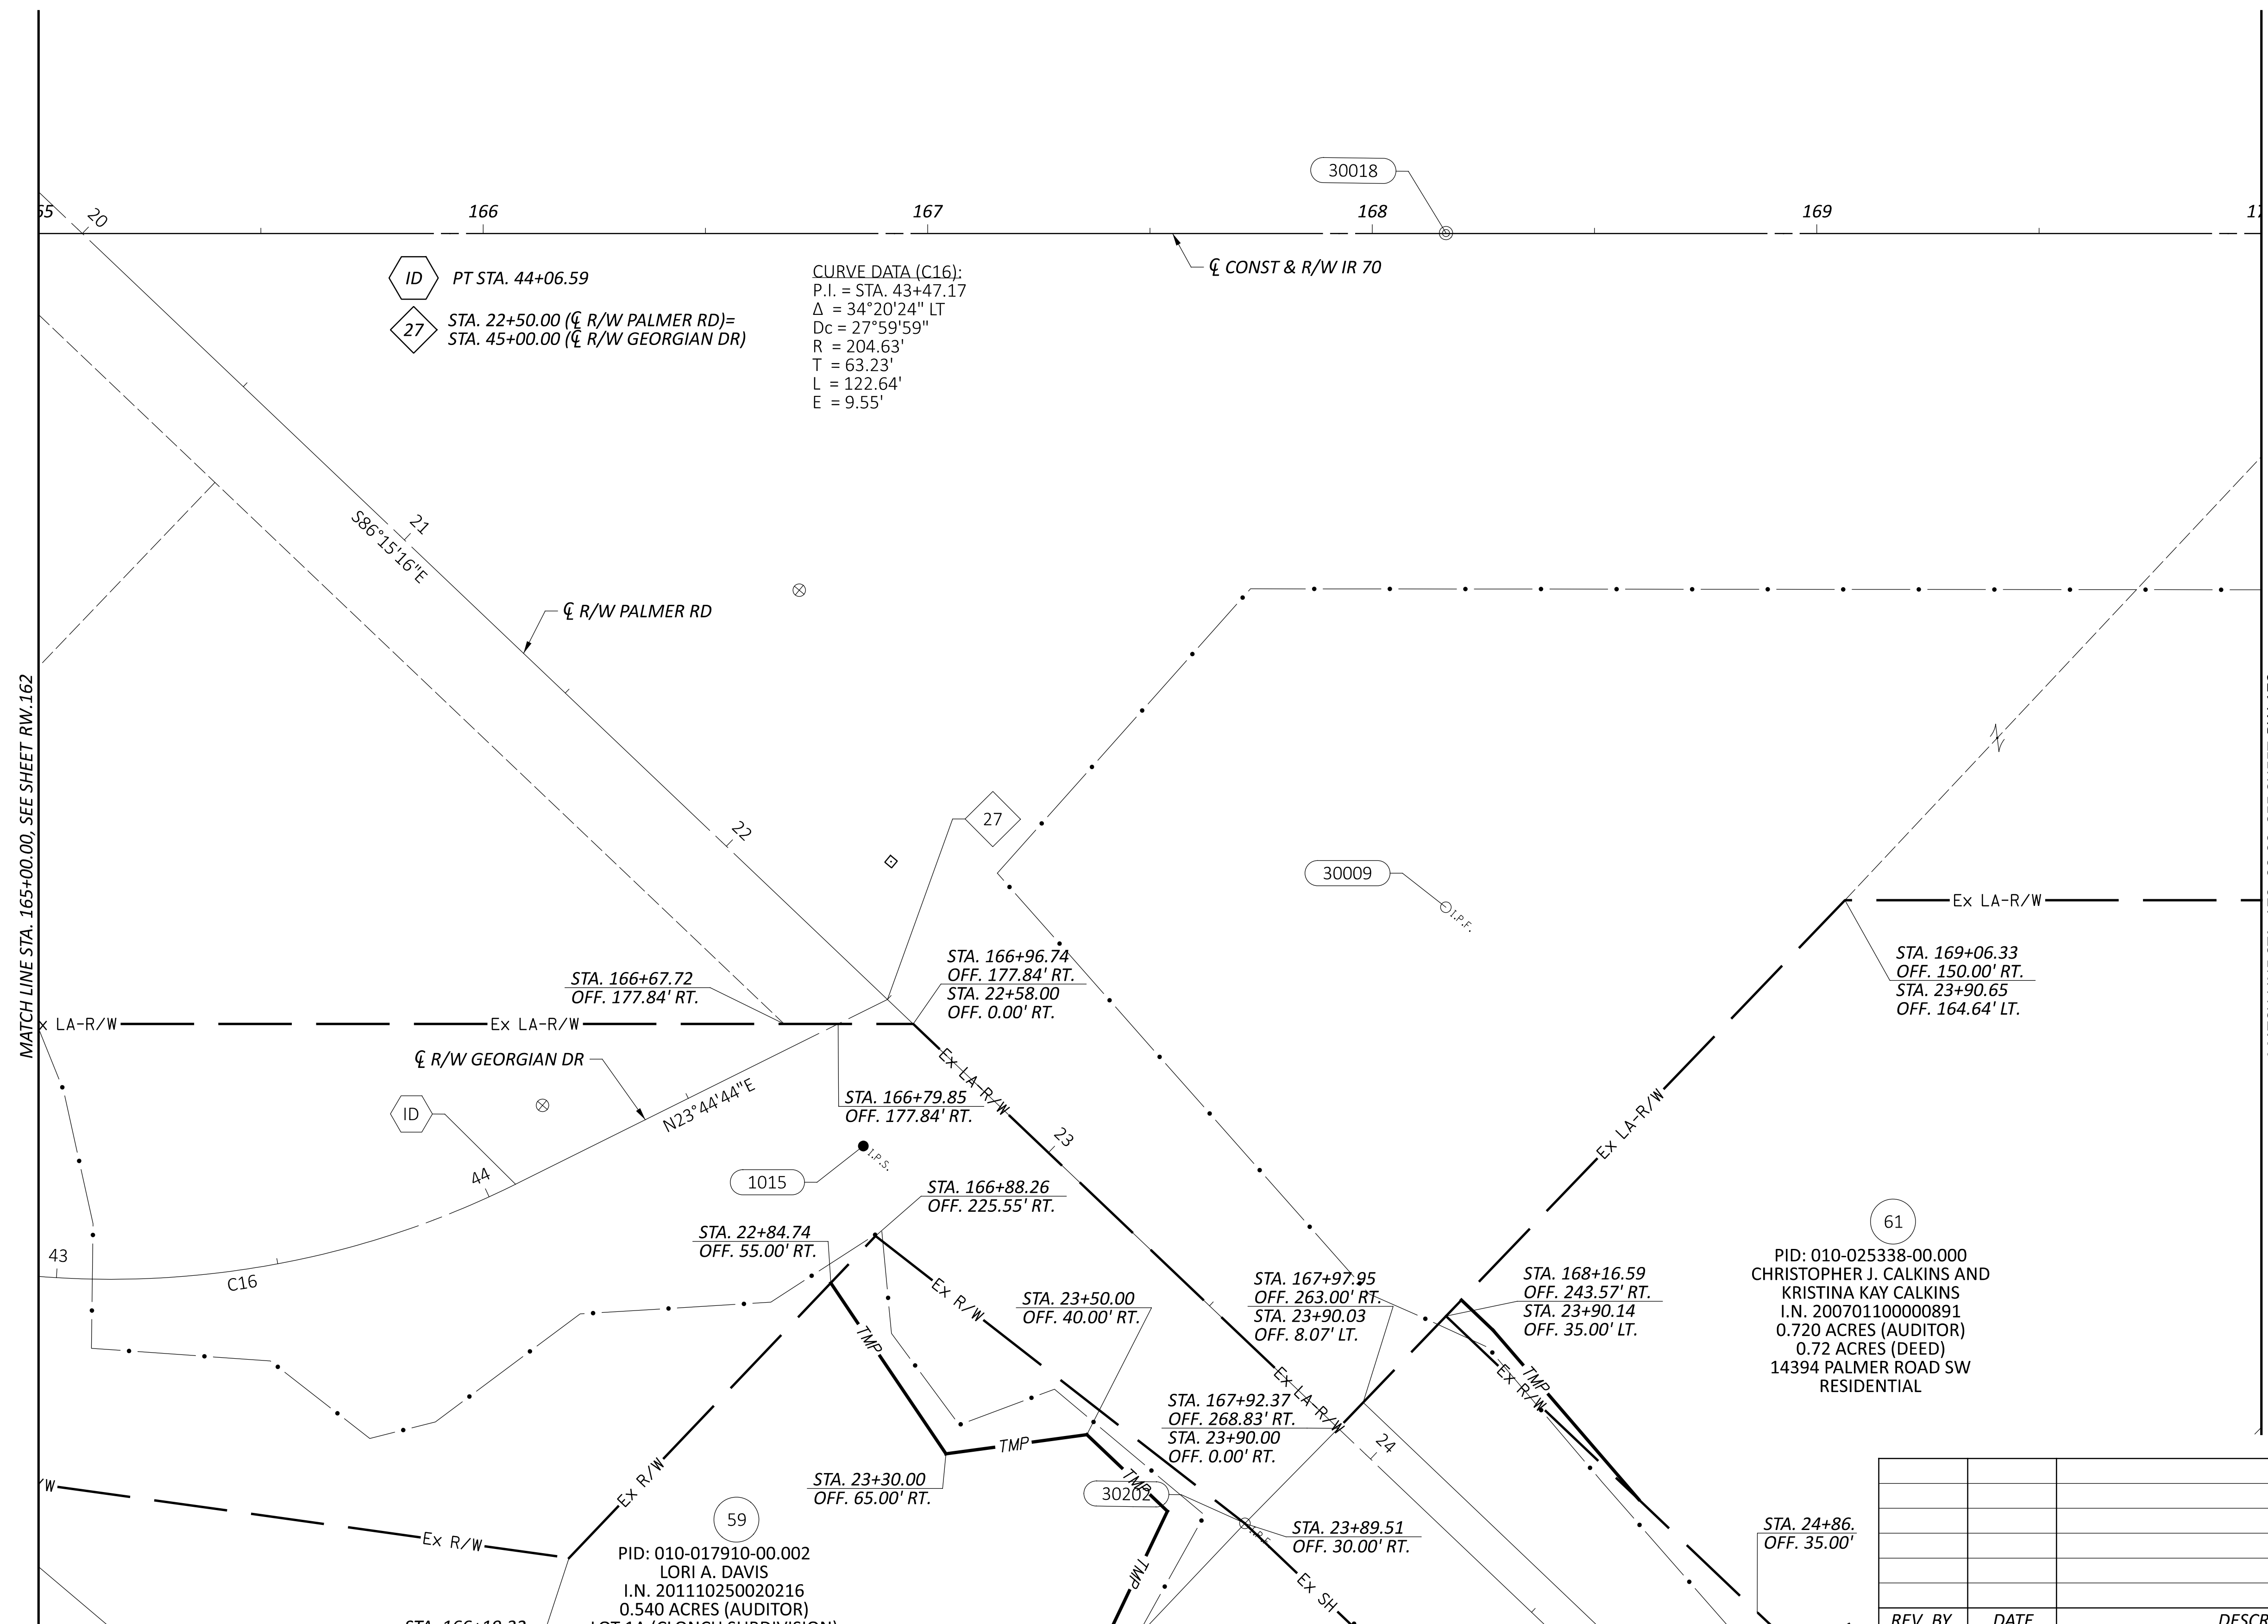 30018
166
167
168
169
20
℄ CONST & R/W IR 70
ID
PT STA. 44+06.59
27
STA. 22+50.00 (℄ R/W PALMER RD)=
STA. 45+00.00 (℄ R/W GEORGIAN DR)
CURVE DATA (C16):
P.I. = STA. 43+47.17
Δ = 34°20'24" LT
Dc = 27°59'59"
R = 204.63'
T = 63.23'
L = 122.64'
E = 9.55'
21
S86°15'16"E
℄ R/W PALMER RD
MATCH LINE STA. 165+00.00, SEE SHEET RW.162
22
27
30009
I.P.F.
Ex LA-R/W
STA. 169+06.33
OFF. 150.00' RT.
STA. 23+90.65
OFF. 164.64' LT.
STA. 166+96.74
OFF. 177.84' RT.
STA. 22+58.00
OFF. 0.00' RT.
STA. 166+67.72
OFF. 177.84' RT.
x LA-R/W
Ex LA-R/W
℄ R/W GEORGIAN DR
Ex LA-R/W
ID
N23°44'44"E
STA. 166+79.85
OFF. 177.84' RT.
Ex LA-R/W
23
I.P.S.
1015
44
STA. 166+88.26
OFF. 225.55' RT.
STA. 22+84.74
OFF. 55.00' RT.
43
C16
Ex R/W
STA. 23+50.00
OFF. 40.00' RT.
STA. 167+97.95
OFF. 263.00' RT.
STA. 23+90.03
OFF. 8.07' LT.
STA. 168+16.59
OFF. 243.57' RT.
STA. 23+90.14
OFF. 35.00' LT.
61
PID: 010-025338-00.000
CHRISTOPHER J. CALKINS AND
KRISTINA KAY CALKINS
I.N. 200701100000891
0.720 ACRES (AUDITOR)
0.72 ACRES (DEED)
14394 PALMER ROAD SW
RESIDENTIAL
TMP
TMP
Ex R/W
Ex LA-R/W
STA. 167+92.37
OFF. 268.83' RT.
STA. 23+90.00
OFF. 0.00' RT.
24
TMP
STA. 23+30.00
OFF. 65.00' RT.
TMP
30202
I.P.F.
STA. 23+89.51
OFF. 30.00' RT.
Ex R/W
/W
Ex R/W
59
PID: 010-017910-00.002
LORI A. DAVIS
I.N. 201110250020216
0.540 ACRES (AUDITOR)
LOT 1A (CLONCH SUBDIVISION)
TMP
Ex SH
STA. 24+86.
OFF. 35.00'
REV. BY
DATE
DESCR